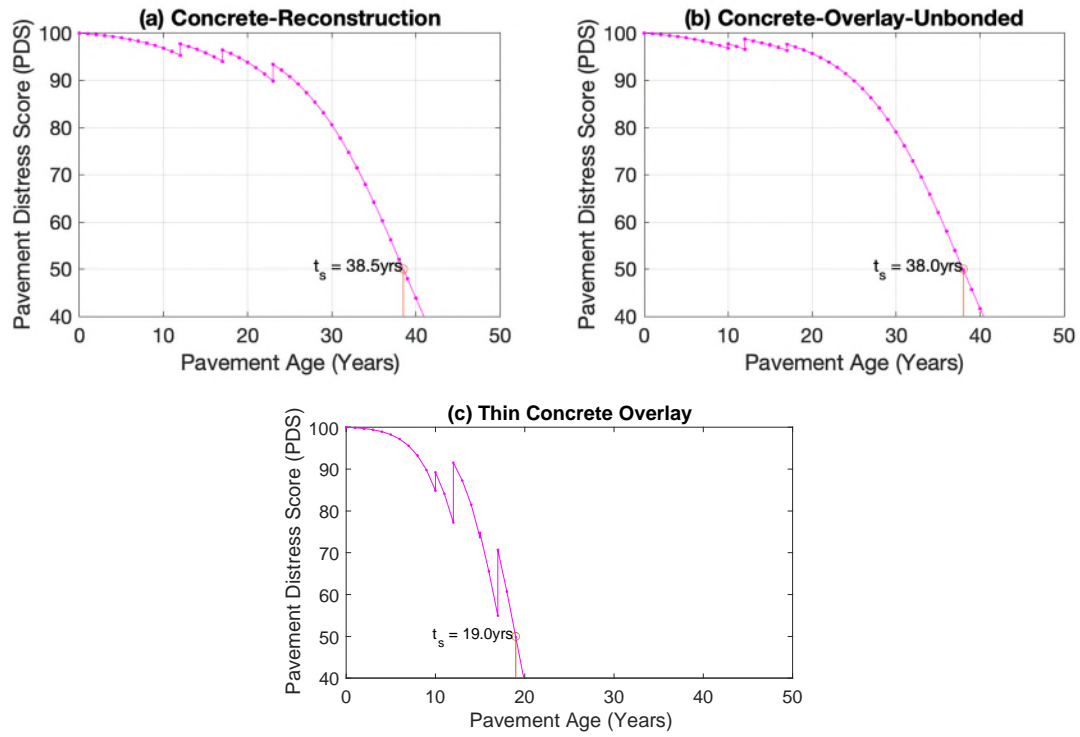 (a) Concrete-Reconstruction
100
90
80
70
60
50
40
Pavement Distress Score (PDS)
t_s = 38.5yrs
0 10 20 30 40 50
Pavement Age (Years)
(b) Concrete-Overlay-Unbonded
100
90
80
70
60
50
40
Pavement Distress Score (PDS)
t_s = 38.0yrs
0 10 20 30 40 50
Pavement Age (Years)
(c) Thin Concrete Overlay
100
90
80
70
60
50
40
Pavement Distress Score (PDS)
t_s = 19.0yrs
0 10 20 30 40 50
Pavement Age (Years)